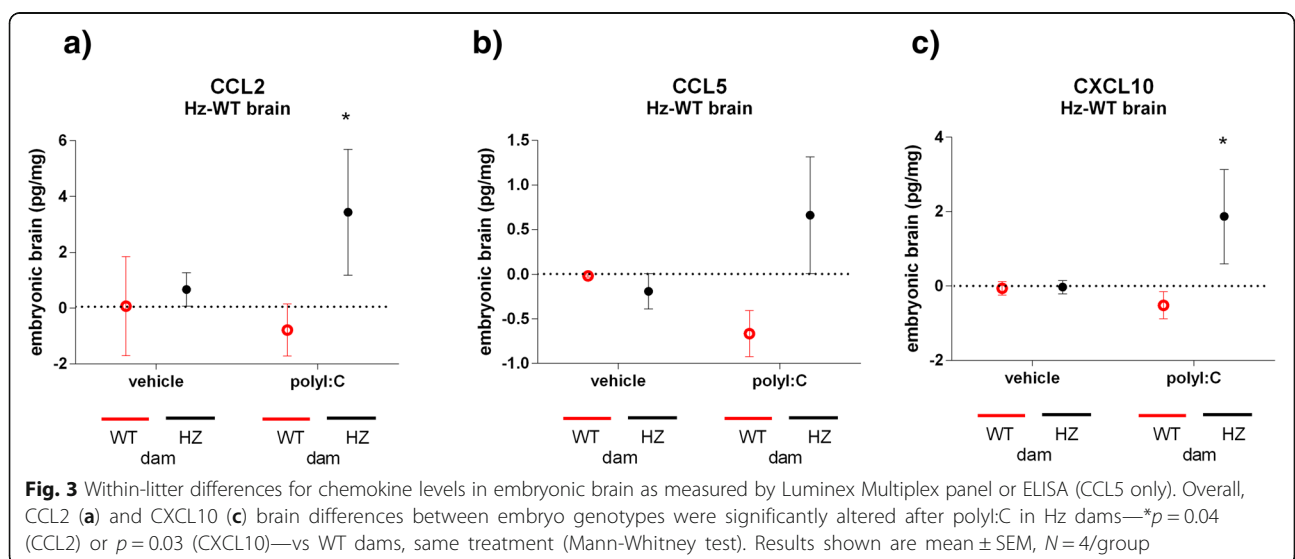 a)
CCL2
Hz-WT brain
*
embryonic brain (pg/mg)
6
4
2
0
-2
vehicle
polyI:C
WT HZ WT HZ
dam dam
b)
CCL5
Hz-WT brain
embryonic brain (pg/mg)
1.5
1.0
0.5
0.0
-0.5
-1.0
vehicle
polyI:C
WT HZ WT HZ
dam dam
c)
CXCL10
Hz-WT brain
*
embryonic brain (pg/mg)
4
2
0
-2
vehicle
polyI:C
WT HZ WT HZ
dam dam
Fig. 3 Within-litter differences for chemokine levels in embryonic brain as measured by Luminex Multiplex panel or ELISA (CCL5 only). Overall,
CCL2 (a) and CXCL10 (c) brain differences between embryo genotypes were significantly altered after polyI:C in Hz dams—*p = 0.04
(CCL2) or p = 0.03 (CXCL10)—vs WT dams, same treatment (Mann-Whitney test). Results shown are mean ± SEM, N = 4/group